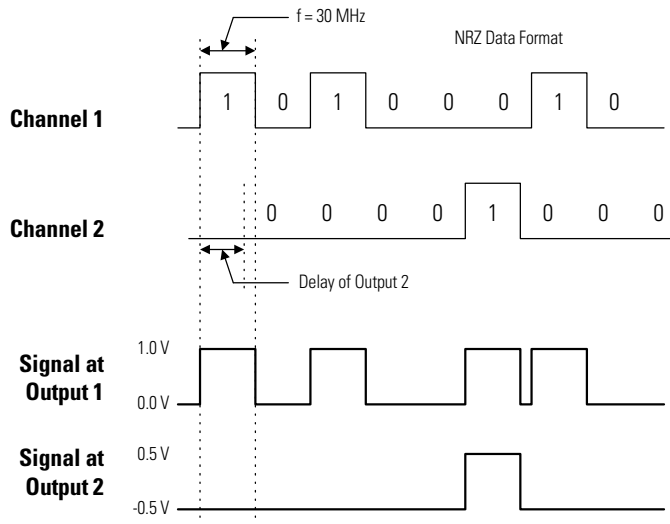 f = 30 MHz
NRZ Data Format
Channel 1
1 0 1 0 0 0 1 0
Channel 2
0 0 0 0 1 0 0 0
Delay of Output 2
Signal at
Output 1
1.0 V
0.0 V
Signal at
Output 2
0.5 V
-0.5 V